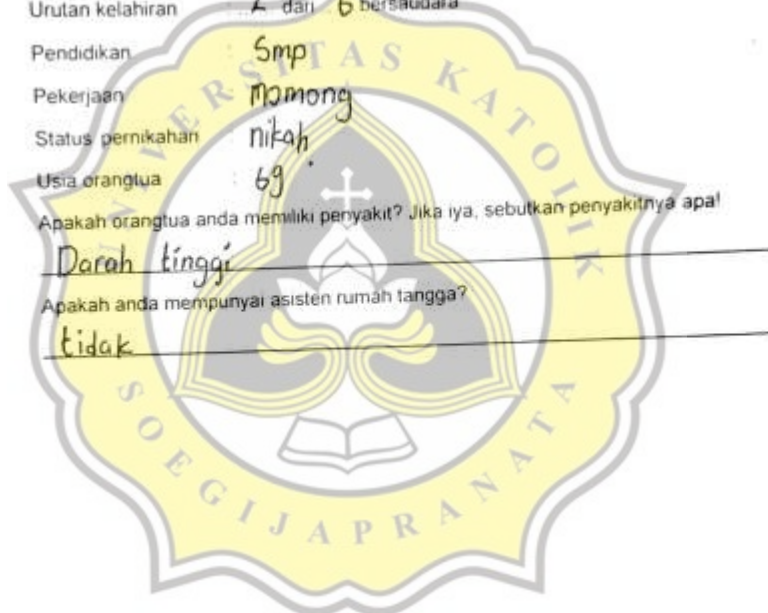 Urutan kelahiran : 2 dari 6 bersaudara
Pendidikan Smp
Pekerjaan Momong
Status pernikahan nikah
Usia orangtua : 69
Apakah orangtua anda memiliki penyakit? Jika iya, sebutkan penyakitnya apa!
Darah tinggi
Apakah anda mempunyai asisten rumah tangga?
tidak
UNIVERSITAS KATOLIK
SOEGIJAPRANATA